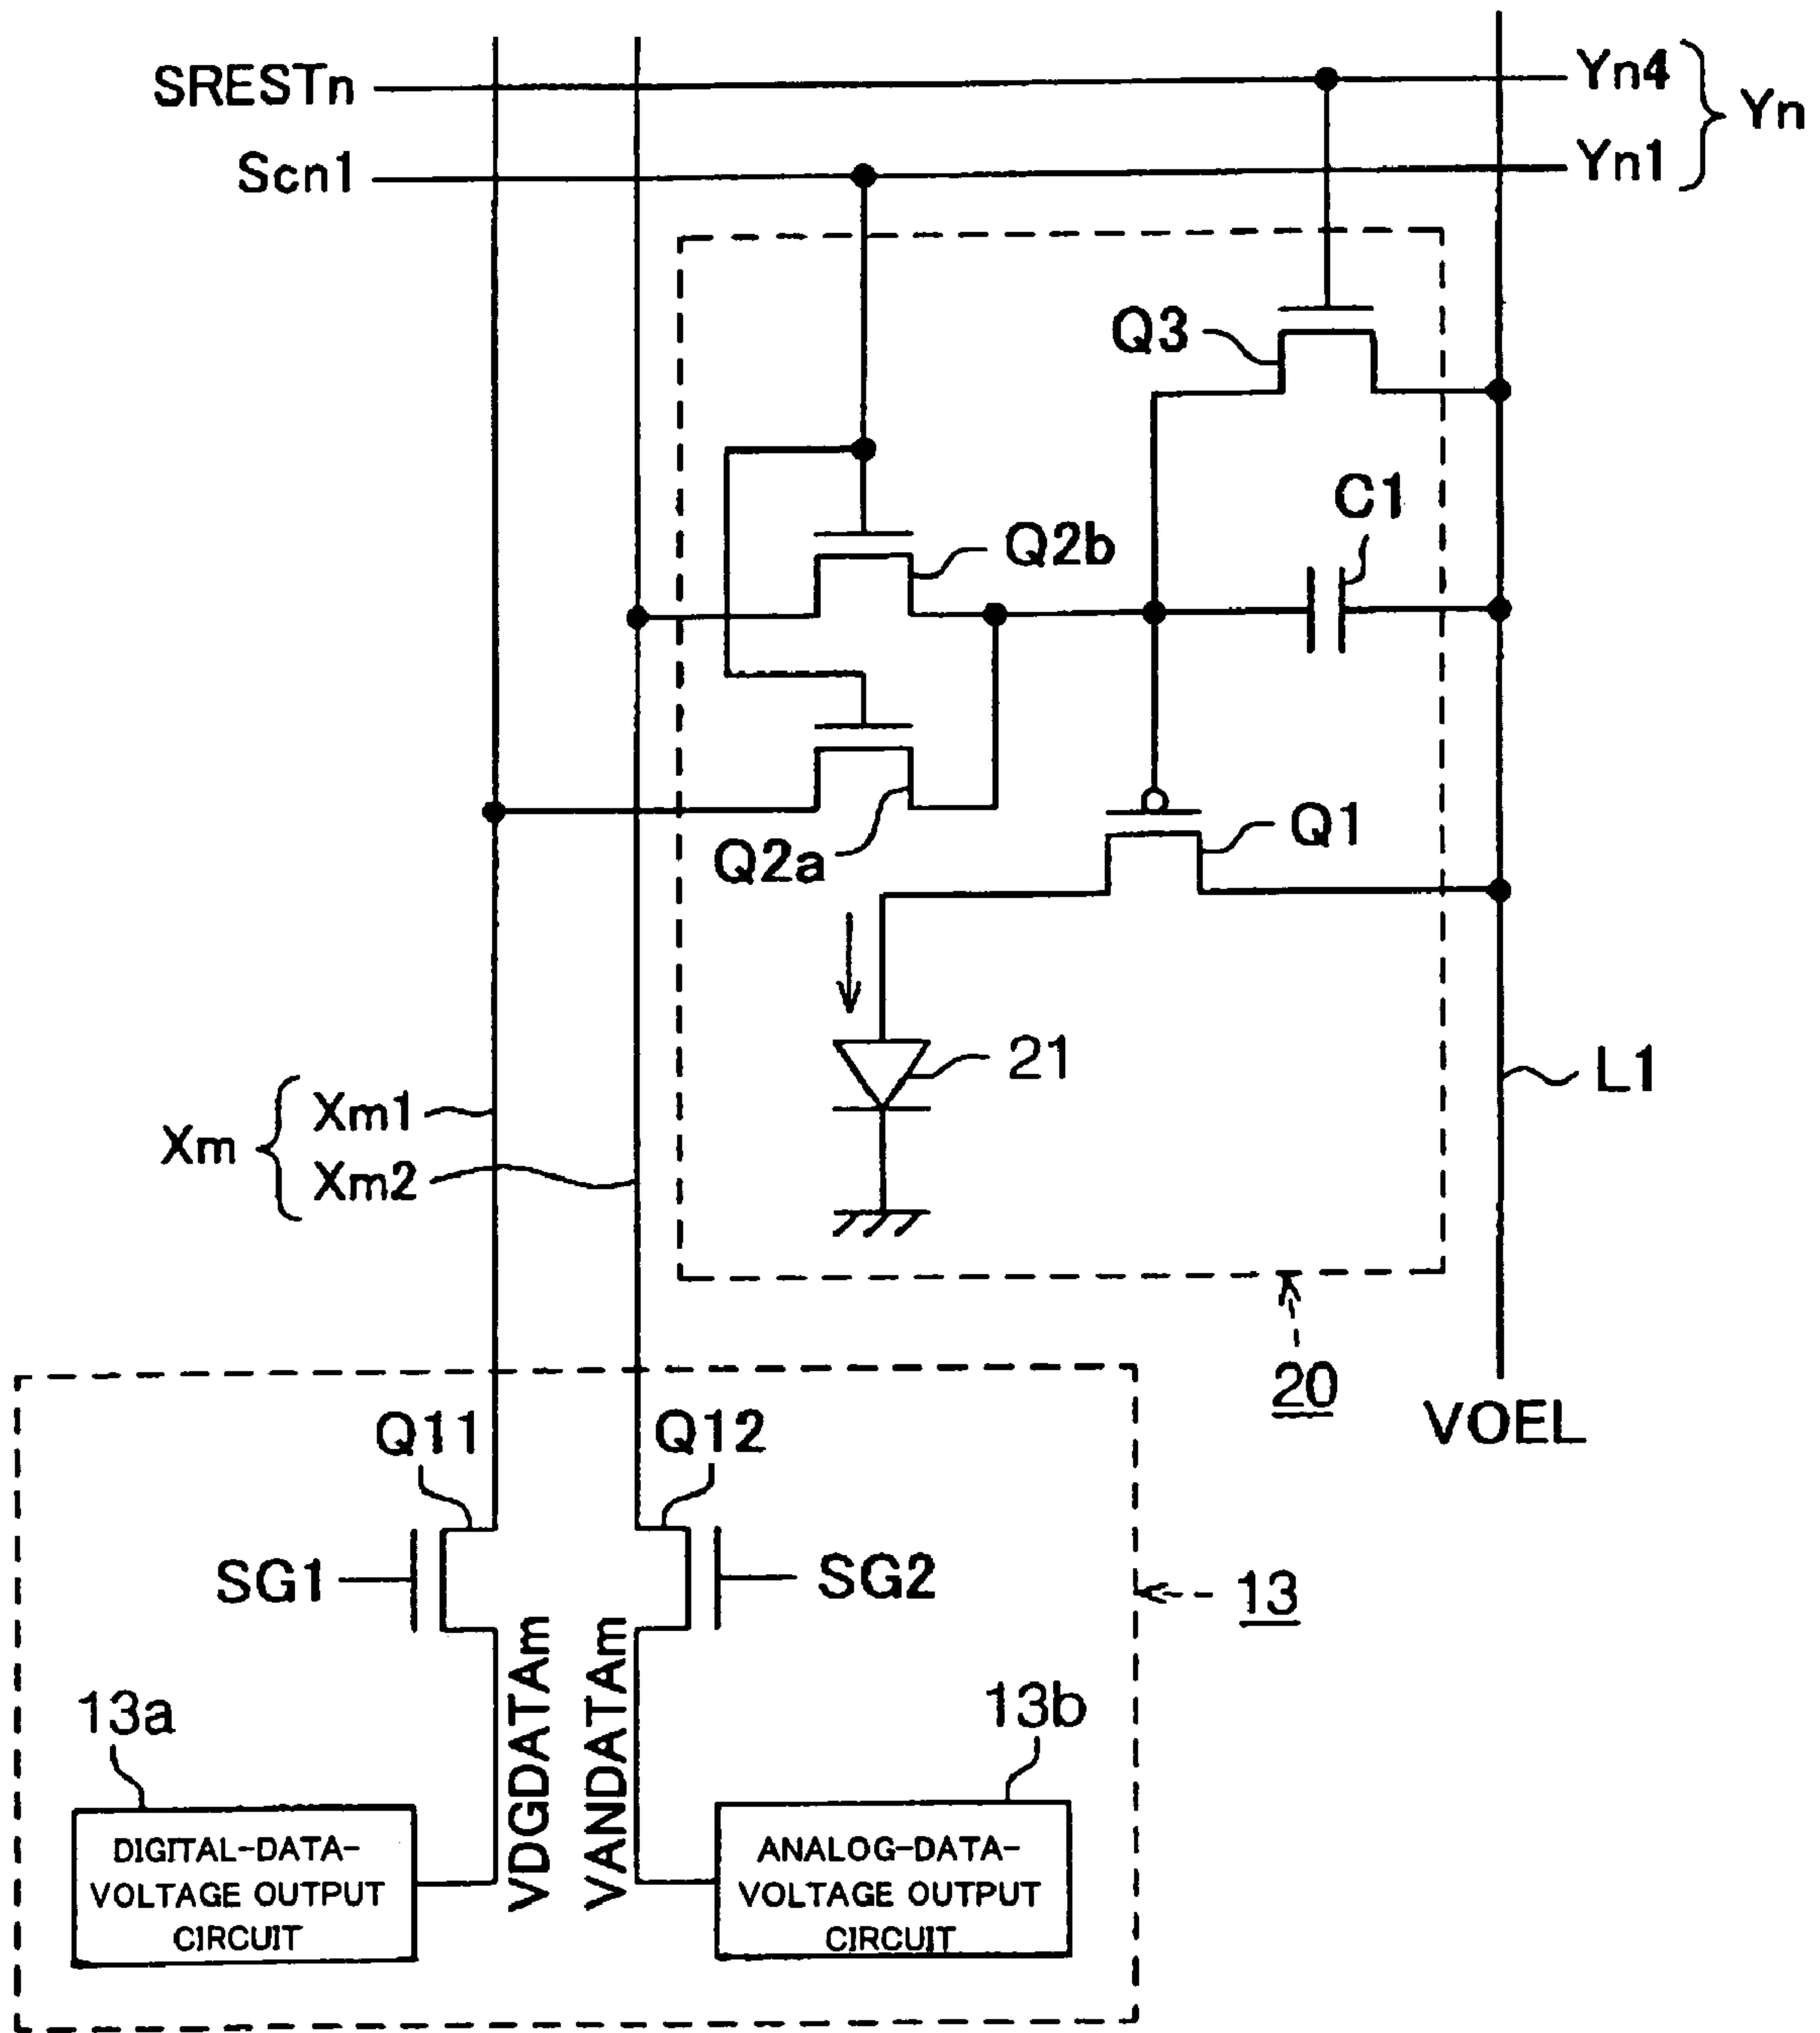 SRESTn
Yn4
Yn
Scn1
Yn1
Q3
C1
Q2b
Q2a
Q1
21
L1
Xm
Xm1
Xm2
20
VOEL
Q11
Q12
SG1
SG2
13
VDGDATAm
VANDATAm
13a
13b
DIGITAL-DATA-
VOLTAGE OUTPUT
CIRCUIT
ANALOG-DATA-
VOLTAGE OUTPUT
CIRCUIT